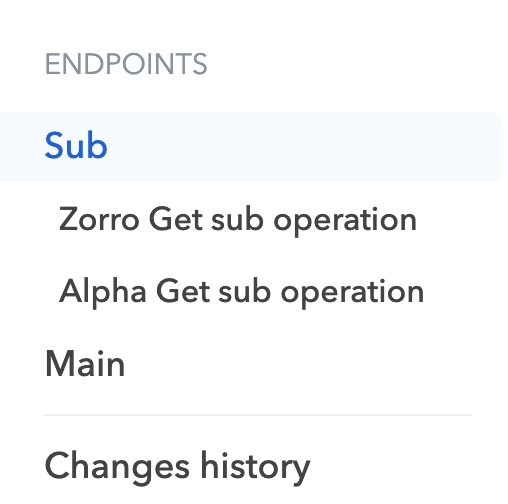 ENDPOINTS
Sub
Zorro Get sub operation
Alpha Get sub operation
Main
Changes history